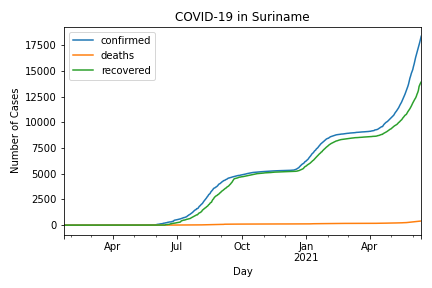 COVID-19 in Suriname
confirmed
deaths
recovered
17500
15000
12500
10000
7500
5000
2500
0
Number of Cases
Apr Jul Oct Jan Apr
2021
Day